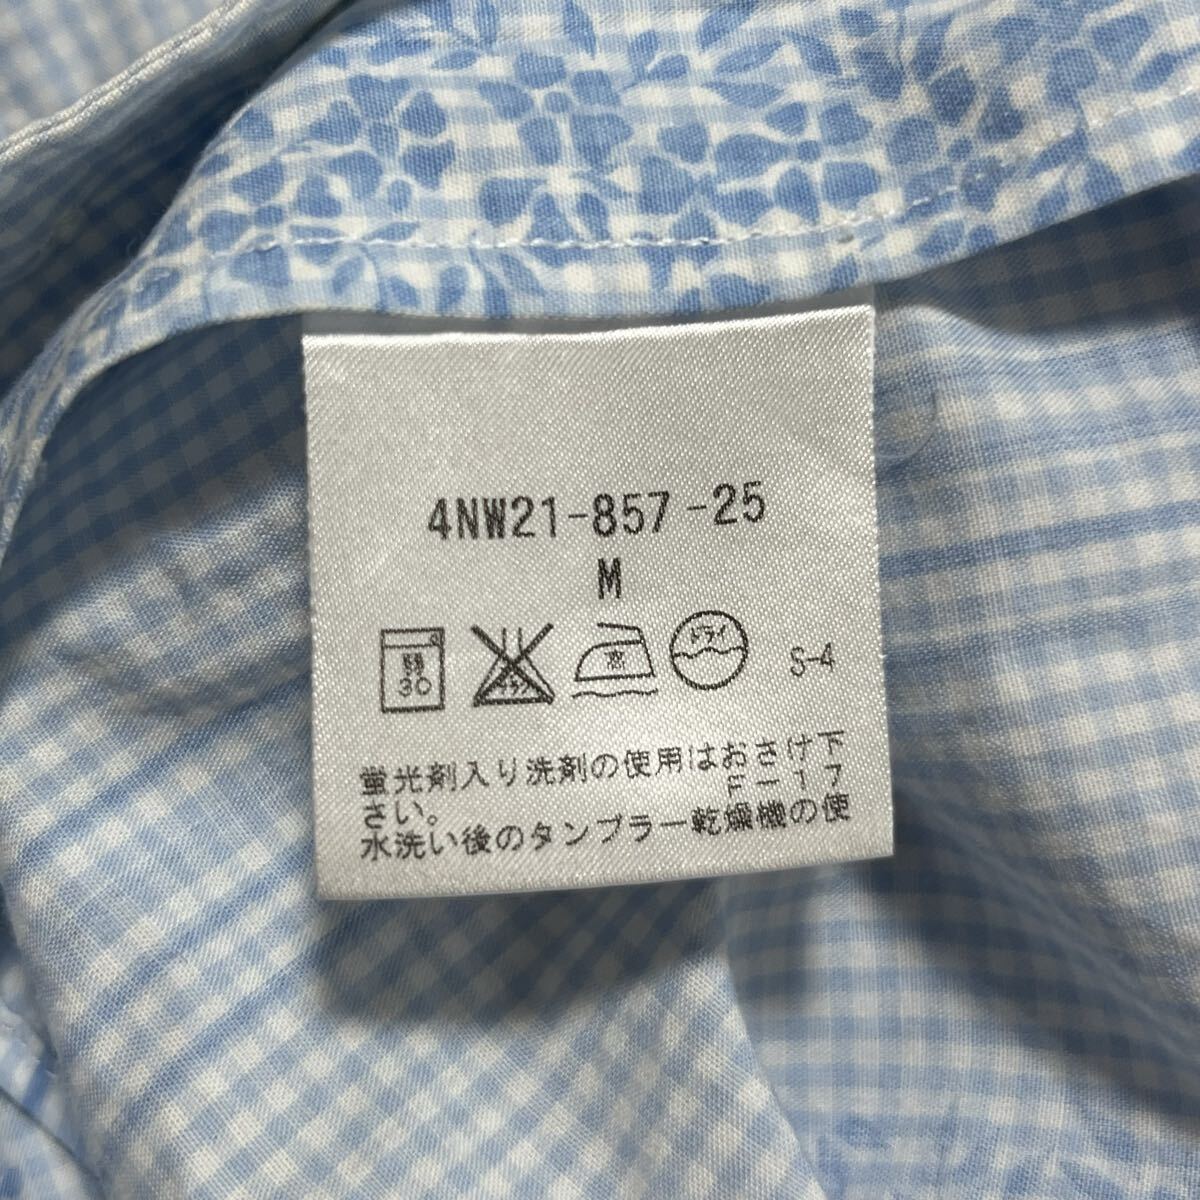 4NW21-857-25
M
弱 30 エンソサラシ 中 ドライ S-4
蛍光剤入り洗剤の使用はおさけ下
さい。 F-17
水洗い後のタンブラー乾燥機の使